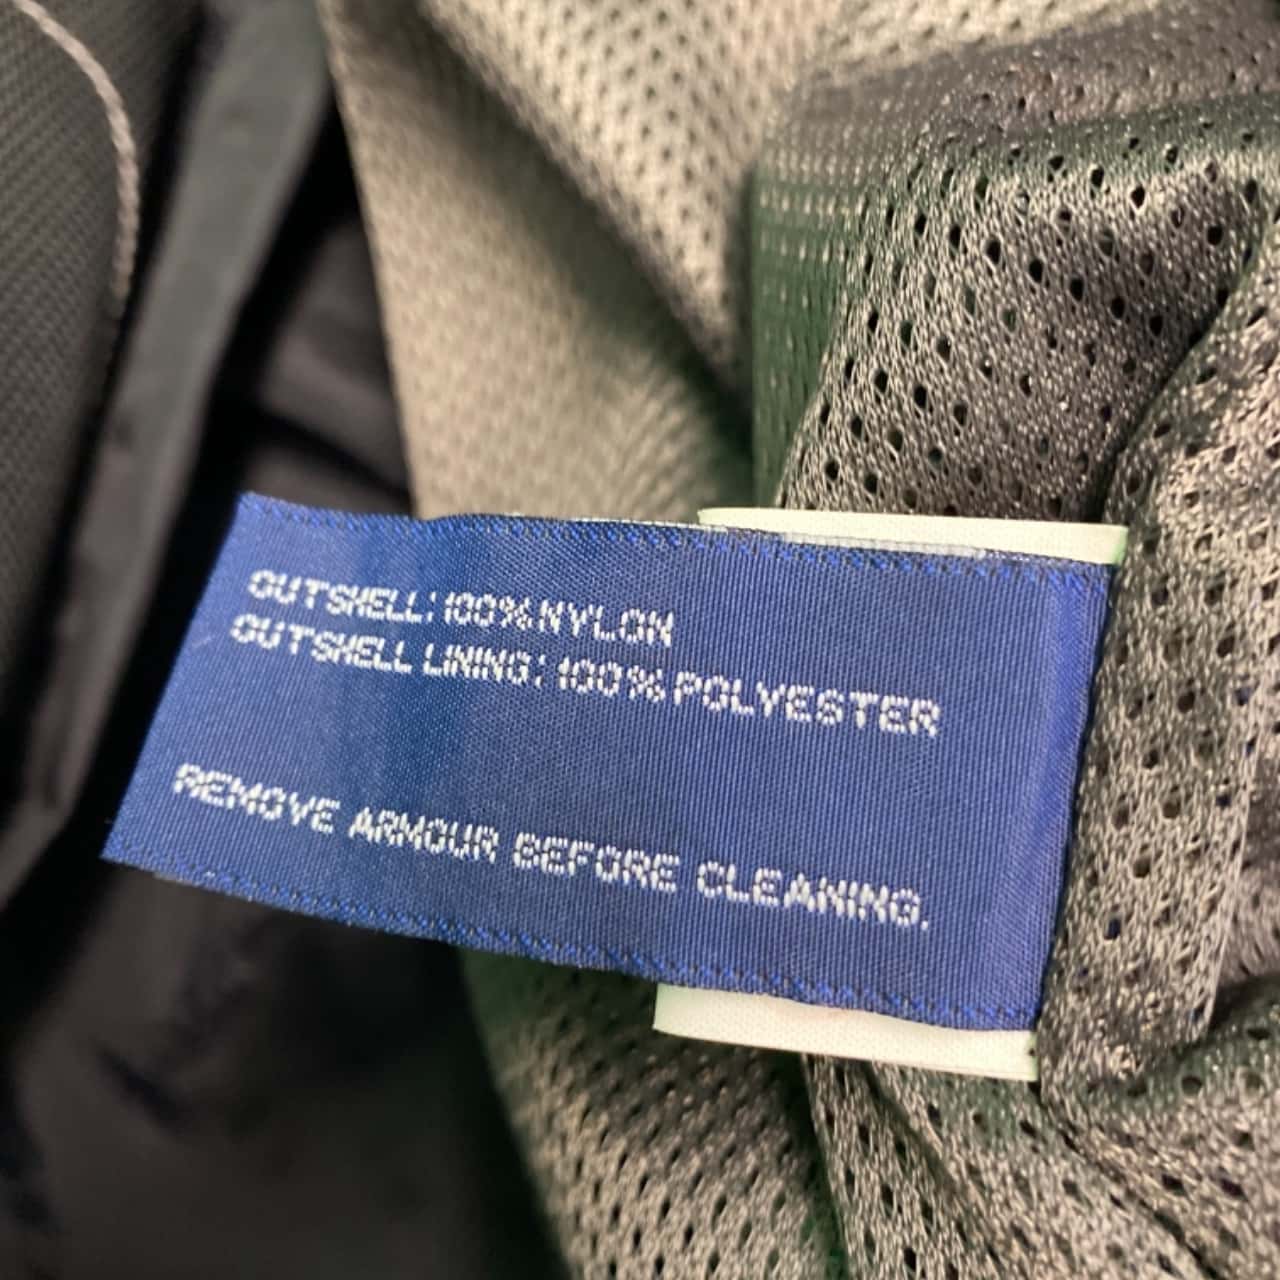 OUTSHELL: 100% NYLON
OUTSHELL LINING: 100% POLYESTER
REMOVE ARMOUR BEFORE CLEANING.